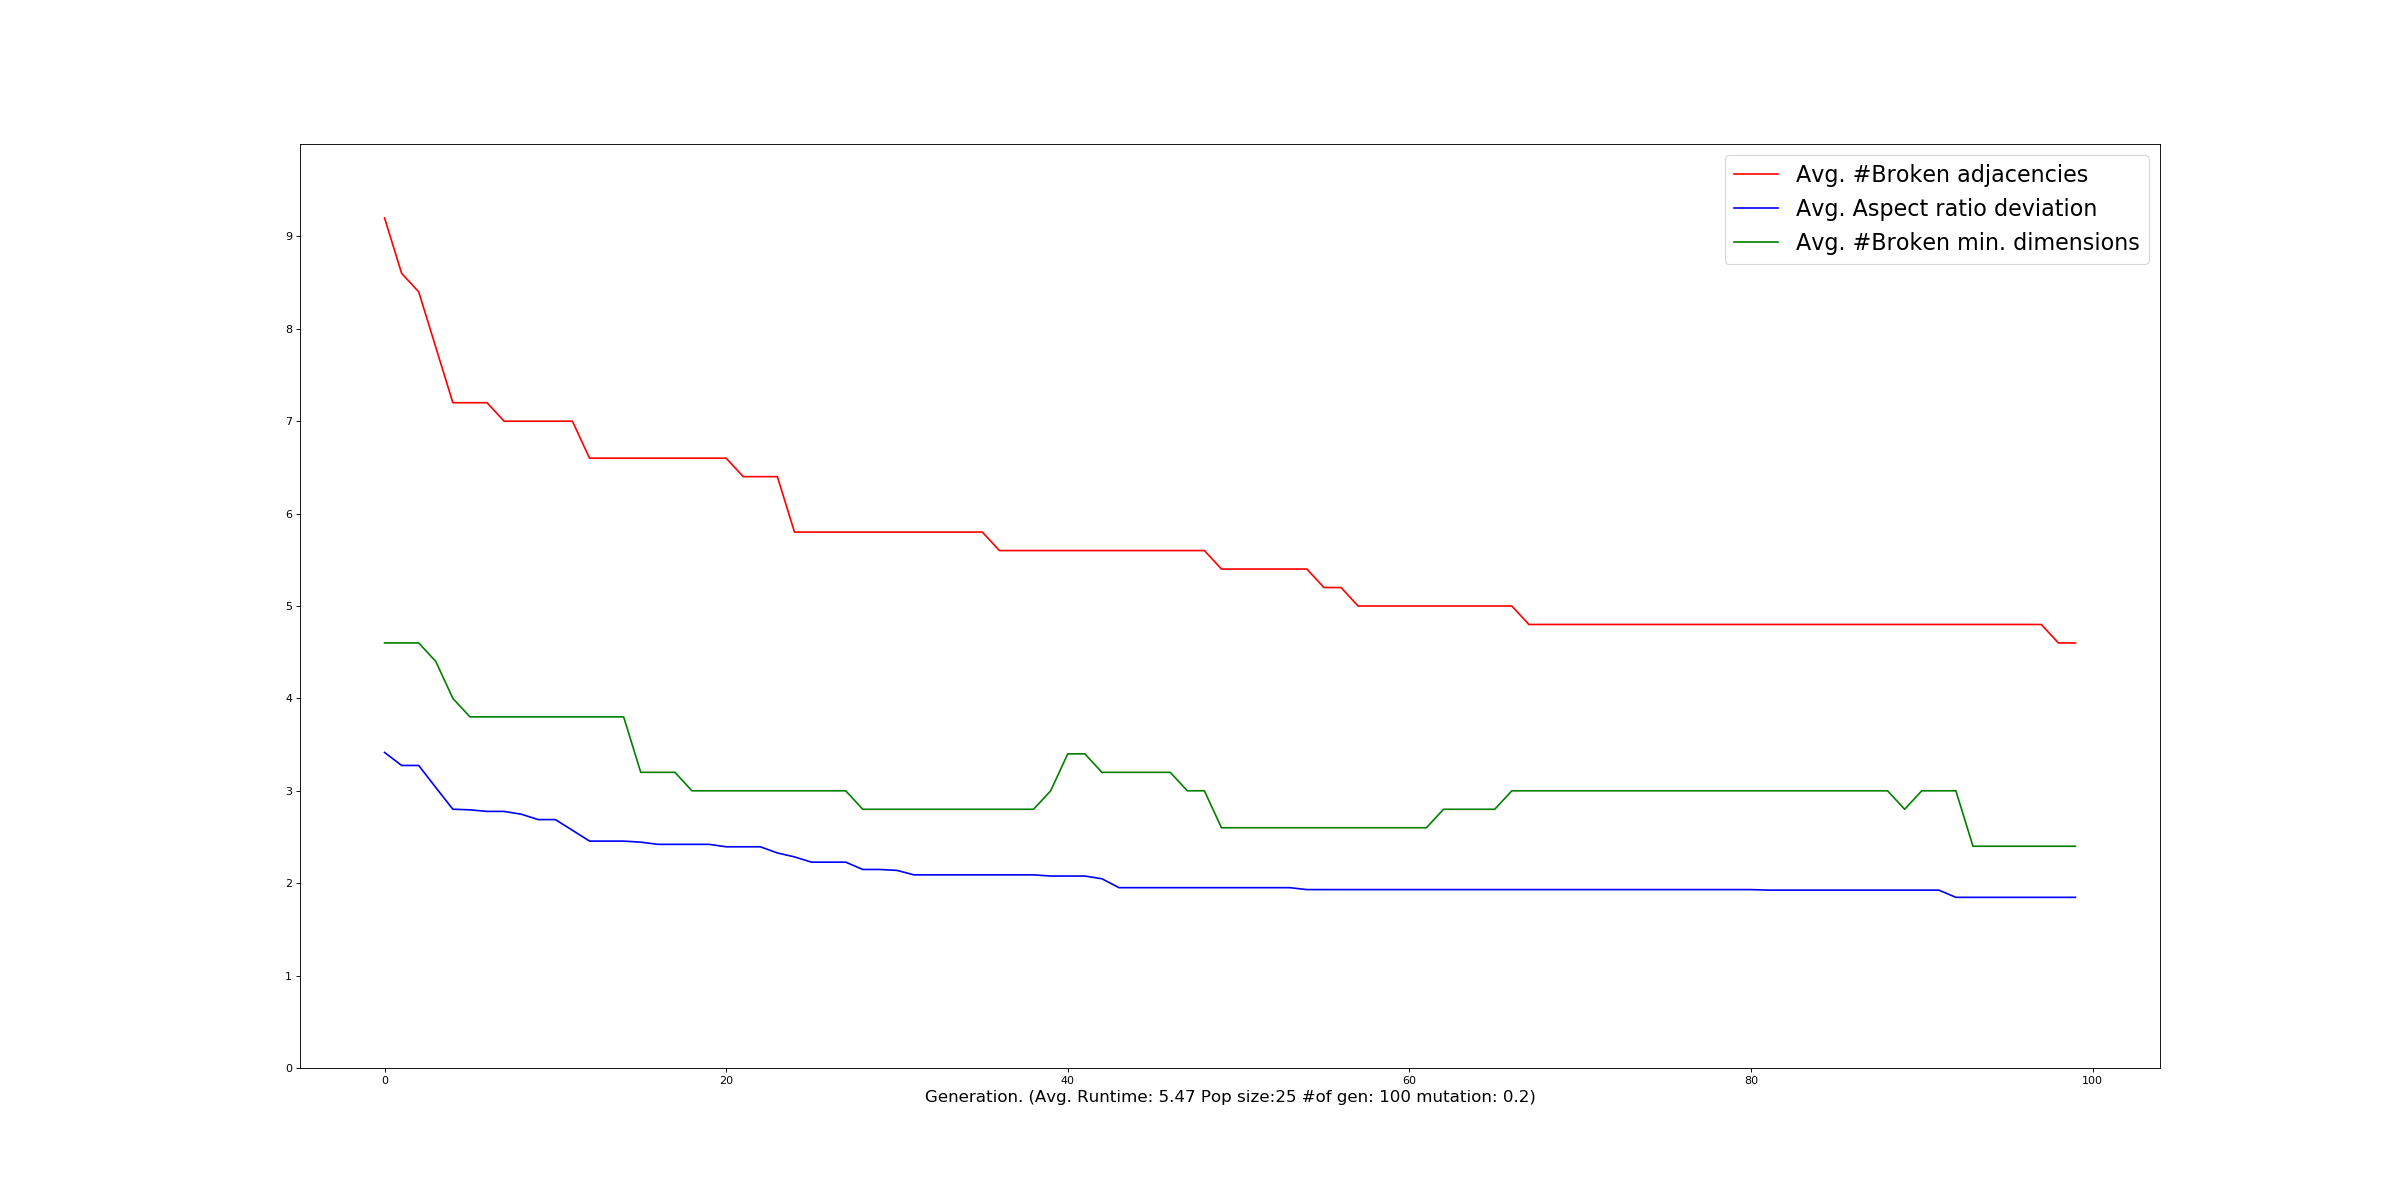 Avg. #Broken adjacencies
Avg. Aspect ratio deviation
Avg. #Broken min. dimensions
9
8
7
6
5
4
3
2
1
0
0 20 40 60 80 100
Generation. (Avg. Runtime: 5.47 Pop size:25 #of gen: 100 mutation: 0.2)